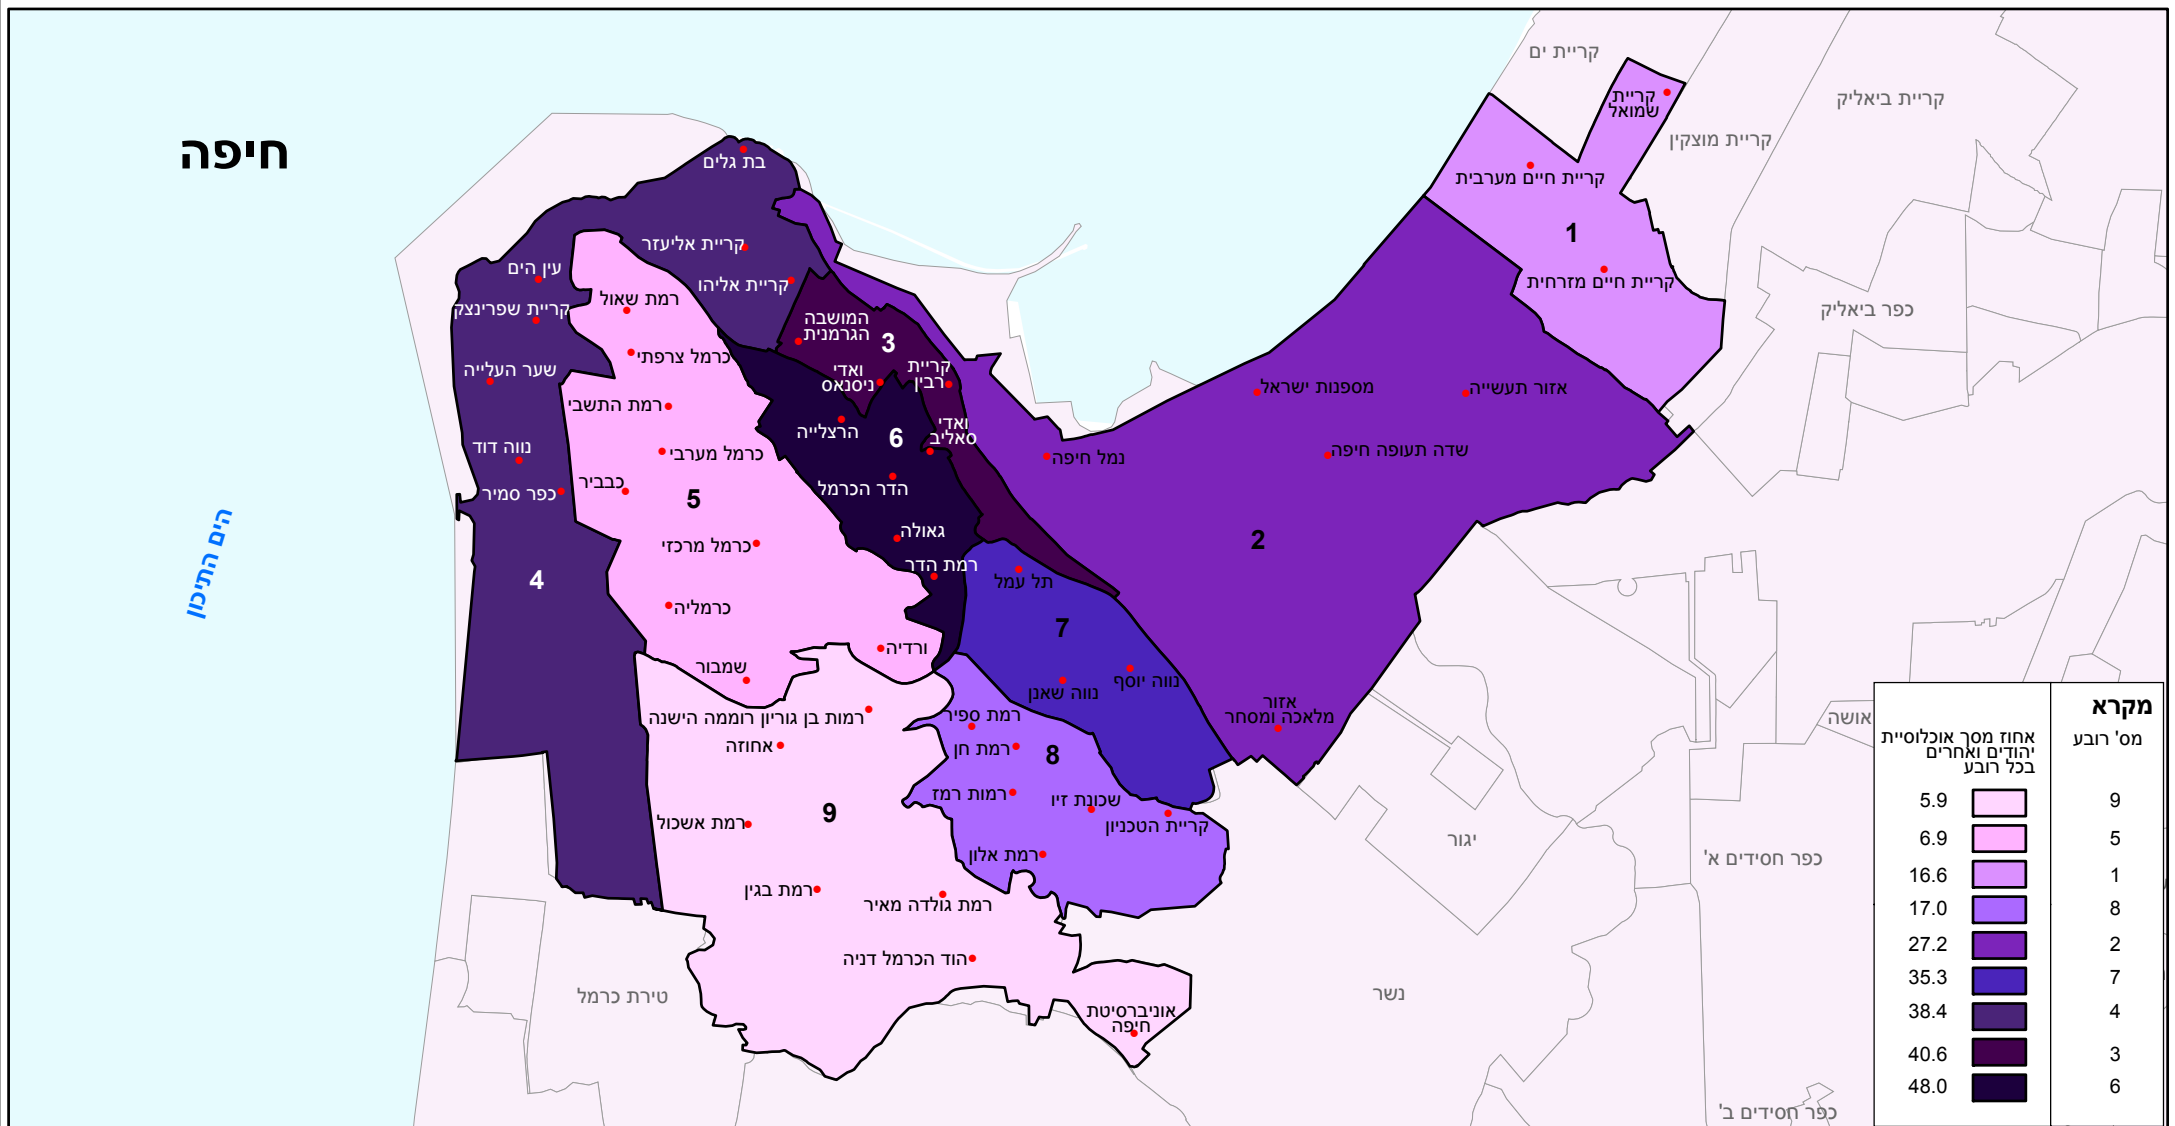 חיפה
הים התיכון
קריית ים
קריית ביאליק
קריית מוצקין
קריית
שמואל
קריית חיים מערבית
1
קריית חיים מזרחית
כפר ביאליק
בת גלים
קריית אליעזר
קריית אליהו
עין הים
קריית שפרינצק
שער העלייה
נווה דוד
כפר סמיר
4
רמת שאול
כרמל צרפתי
רמת התשבי
כרמל מערבי
כבביר
5
כרמל מרכזי
כרמליה
ורדיה
שמבור
המושבה
הגרמנית
3
ואדי
ניסנאס
קריית
רבין
ואדי
סאליב
הרצלייה
6
הדר הכרמל
גאולה
רמת הדר
מספנות ישראל
אזור תעשייה
נמל חיפה
שדה תעופה חיפה
2
אזור
מלאכה ומסחר
תל עמל
7
נווה יוסף
נווה שאנן
רמת ספיר
רמת חן
8
רמות רמז
שכונת זיו
קריית הטכניון
רמת אלון
רמות בן גוריון רוממה הישנה
אחוזה
9
רמת אשכול
רמת בגין
רמת גולדה מאיר
הוד הכרמל דניה
אוניברסיטת
חיפה
טירת כרמל
נשר
יגור
אושה
כפר חסידים א'
כפר חסידים ב'
מקרא
מס' רובע
אחוז מסך אוכלוסיית
יהודים ואחרים
בכל רובע
9 5.9
5 6.9
1 16.6
8 17.0
2 27.2
7 35.3
4 38.4
3 40.6
6 48.0